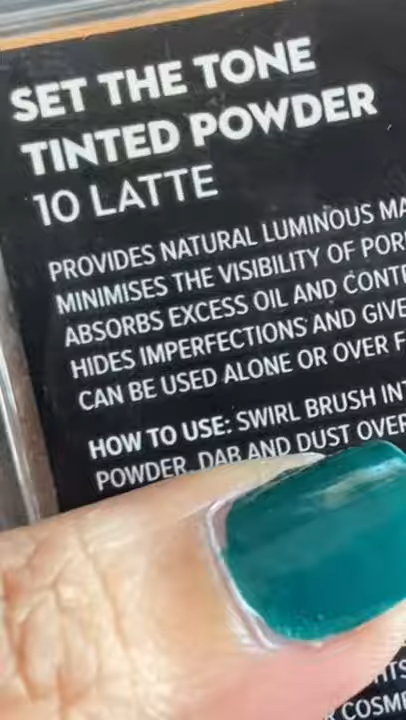 SET THE TONE
TINTED POWDER
10 LATTE
PROVIDES NATURAL LUMINOUS
MINIMISES THE VISIBILITY OF
ABSORBS EXCESS OIL AND
HIDES IMPERFECTIONS AND
CAN BE USED ALONE OR OVER
HOW TO USE: SWIRL BRUSH
POWDER, DAB AND DUST OVER